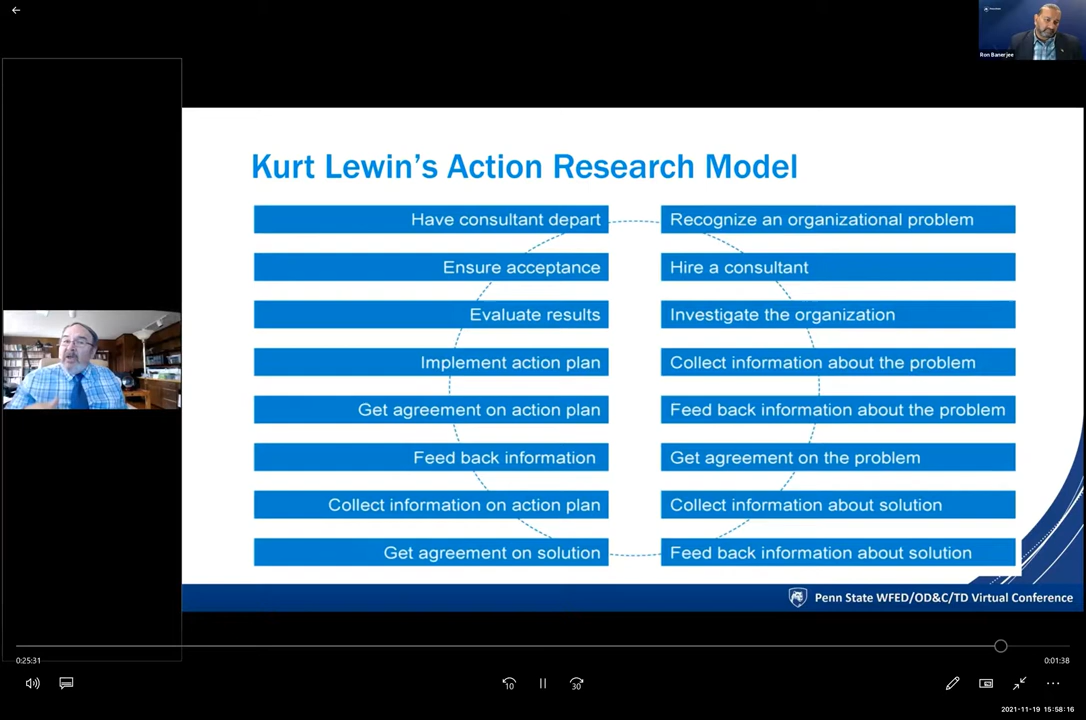 Ron Banerjee
Kurt Lewin's Action Research Model
Have consultant depart
Recognize an organizational problem
Ensure acceptance
Hire a consultant
Evaluate results
Investigate the organization
Implement action plan
Collect information about the problem
Get agreement on action plan
Feed back information about the problem
Feed back information
Get agreement on the problem
Collect information on action plan
Collect information about solution
Get agreement on solution
Feed back information about solution
Penn State WFED/OD&C/TD Virtual Conference
0:25:31
0:01:38
10
30
2021-11-19 15:58:16